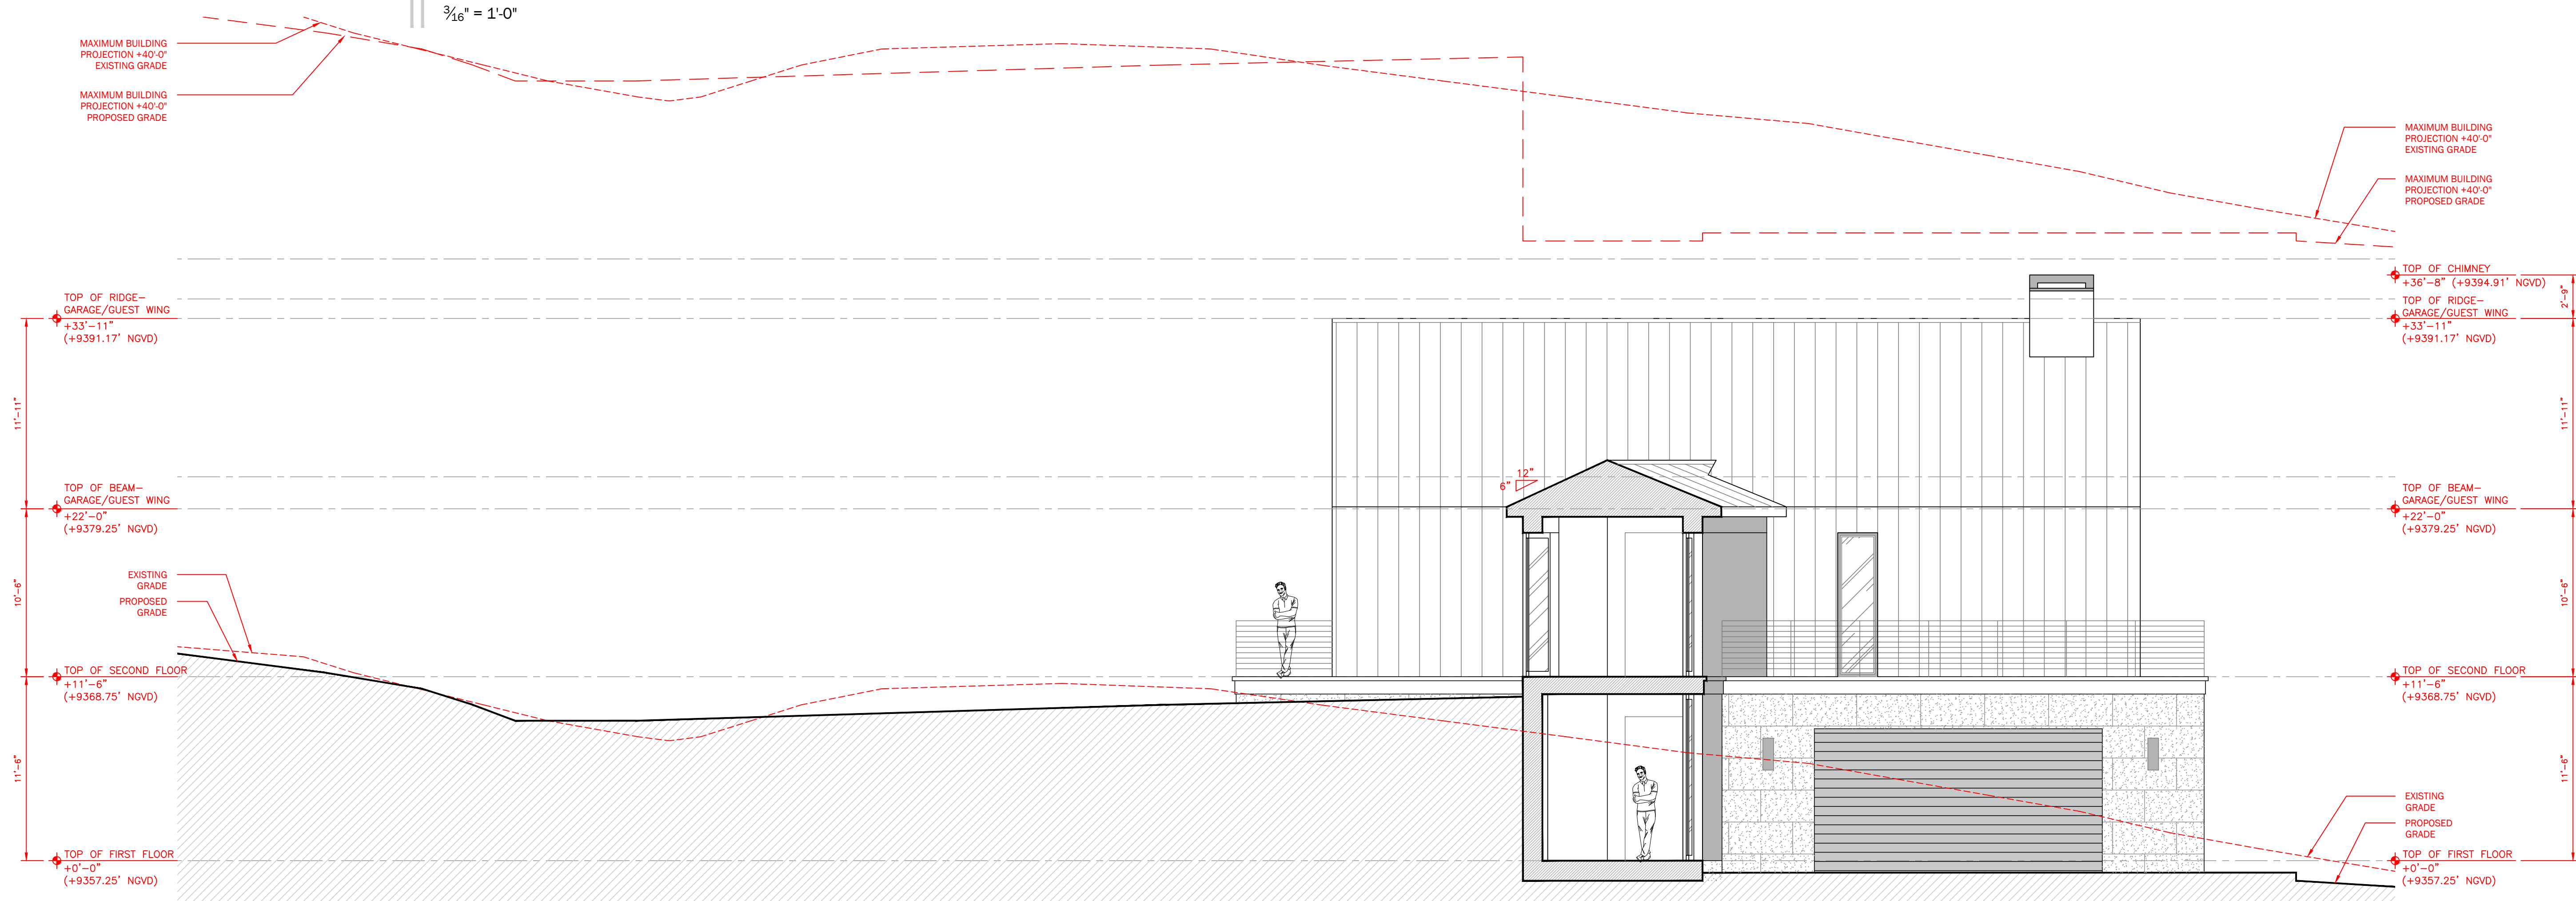 3/16" = 1'-0"
MAXIMUM BUILDING
PROJECTION +40'-0"
EXISTING GRADE
MAXIMUM BUILDING
PROJECTION +40'-0"
PROPOSED GRADE
MAXIMUM BUILDING
PROJECTION +40'-0"
EXISTING GRADE
MAXIMUM BUILDING
PROJECTION +40'-0"
PROPOSED GRADE
TOP OF RIDGE-
GARAGE/GUEST WING
+33'-11"
(+9391.17' NGVD)
11'-11"
TOP OF BEAM-
GARAGE/GUEST WING
+22'-0"
(+9379.25' NGVD)
10'-6"
EXISTING
GRADE
PROPOSED
GRADE
TOP OF SECOND FLOOR
+11'-6"
(+9368.75' NGVD)
11'-6"
TOP OF FIRST FLOOR
+0'-0"
(+9357.25' NGVD)
12"
6"
TOP OF CHIMNEY
+36'-8" (+9394.91' NGVD)
2'-9"
TOP OF RIDGE-
GARAGE/GUEST WING
+33'-11"
(+9391.17' NGVD)
11'-11"
TOP OF BEAM-
GARAGE/GUEST WING
+22'-0"
(+9379.25' NGVD)
10'-6"
TOP OF SECOND FLOOR
+11'-6"
(+9368.75' NGVD)
11'-6"
EXISTING
GRADE
PROPOSED
GRADE
TOP OF FIRST FLOOR
+0'-0"
(+9357.25' NGVD)